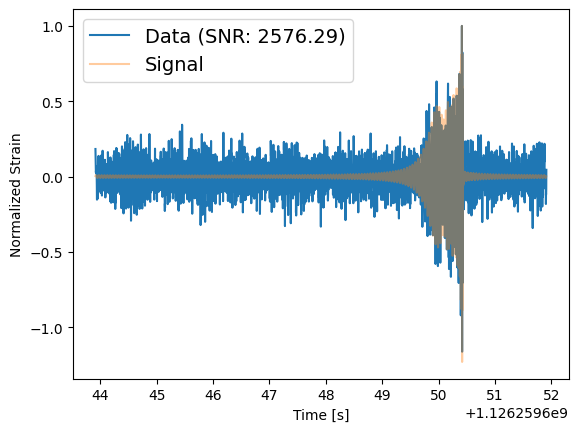 Data (SNR: 2576.29)
Signal
Normalized Strain
1.0
0.5
0.0
−0.5
−1.0
44 45 46 47 48 49 50 51 52
Time [s]
+1.1262596e9